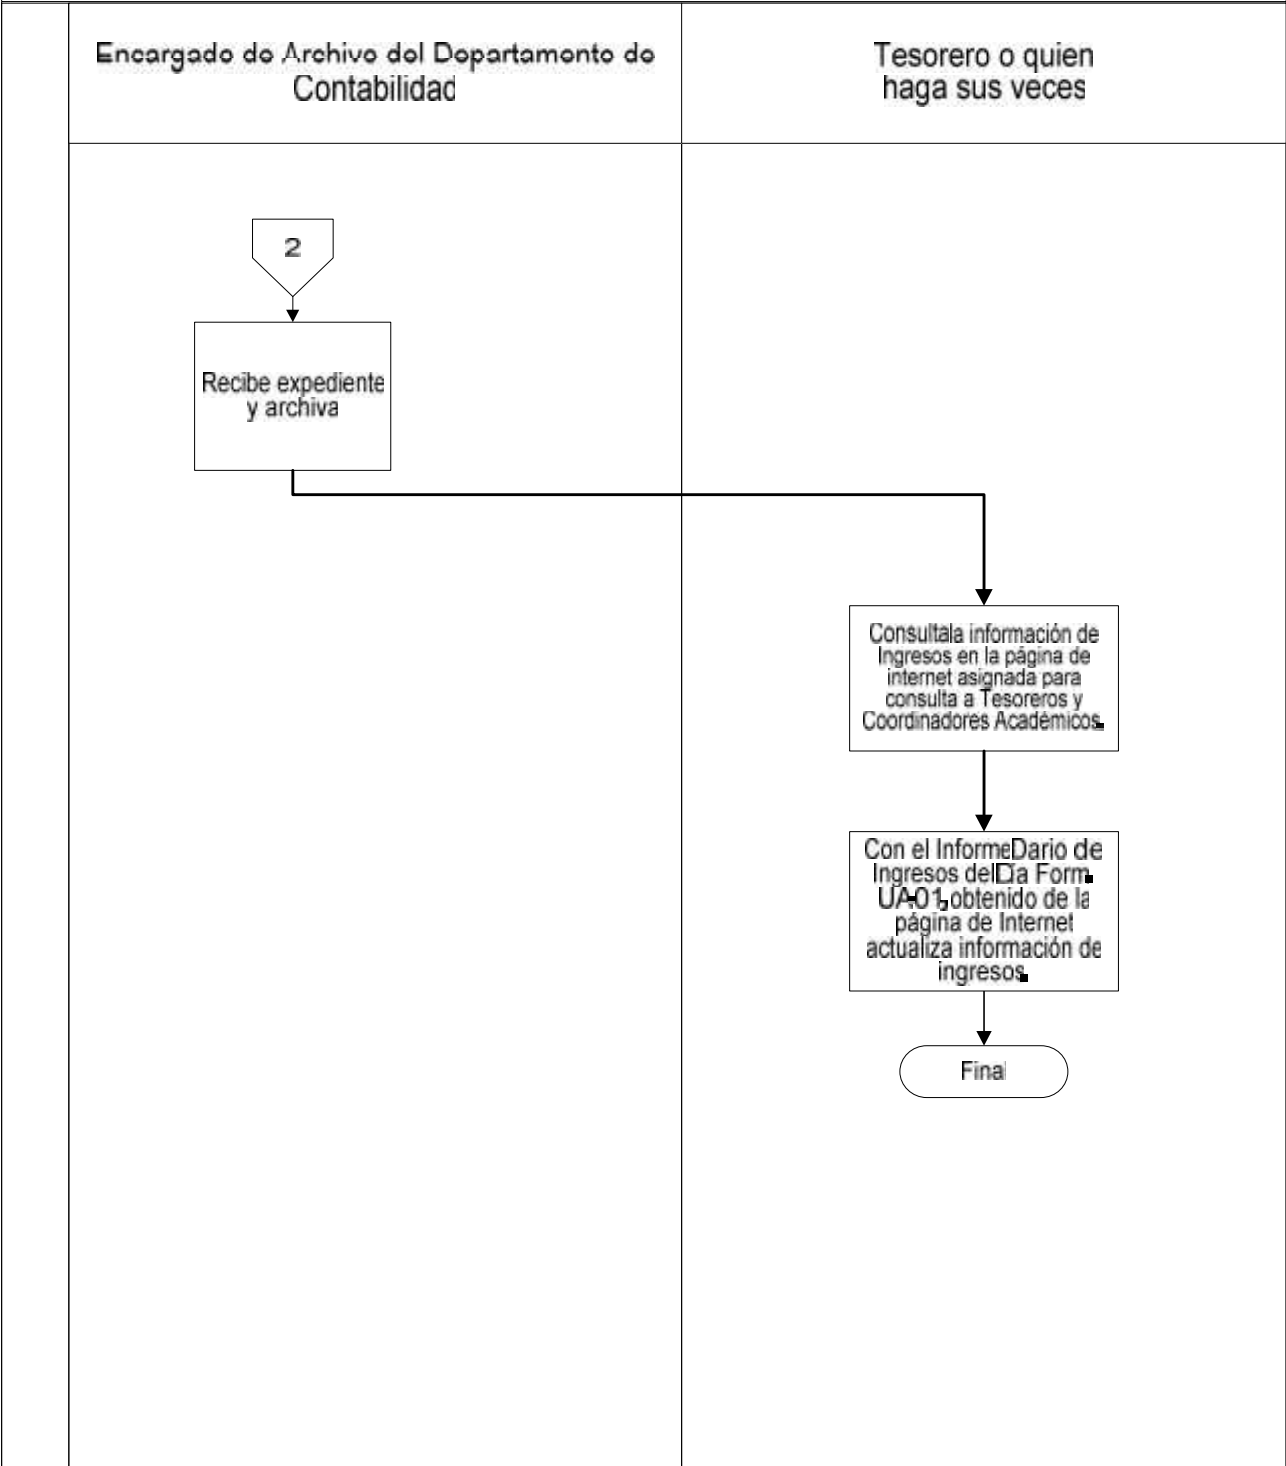 Encargado de Archivo del Departamento de
Contabilidad
Tesorero o quien
haga sus veces
2
Recibe expediente
y archiva
Consultala información de
Ingresos en la página de
internet asignada para
consulta a Tesoreros y
Coordinadores Académicos.
Con el InformeDario de
Ingresos delDía Form.
UA-01,obtenido de la
página de Internet
actualiza información de
ingresos.
Final